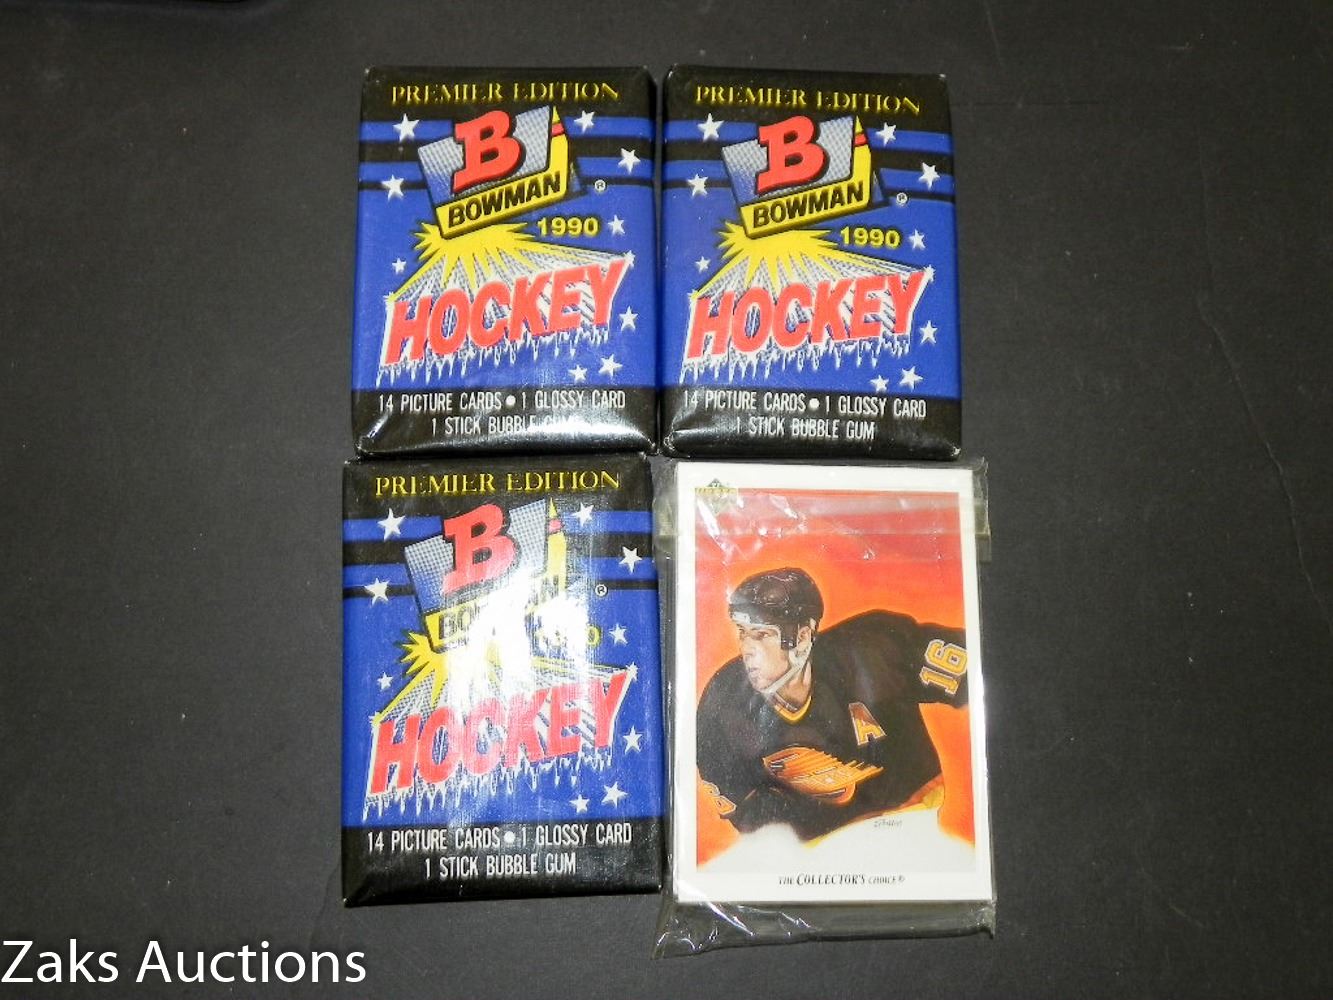 PREMIER EDITION
B
BOWMAN
®
1990
HOCKEY
14 PICTURE CARDS • 1 GLOSSY CARD
1 STICK BUBBLE GUM
PREMIER EDITION
B
BOWMAN
®
1990
HOCKEY
14 PICTURE CARDS • 1 GLOSSY CARD
1 STICK BUBBLE GUM
PREMIER EDITION
B
BOWMAN
®
1990
HOCKEY
14 PICTURE CARDS • 1 GLOSSY CARD
1 STICK BUBBLE GUM
16
A
THE COLLECTOR'S CHOICE®
Zaks Auctions